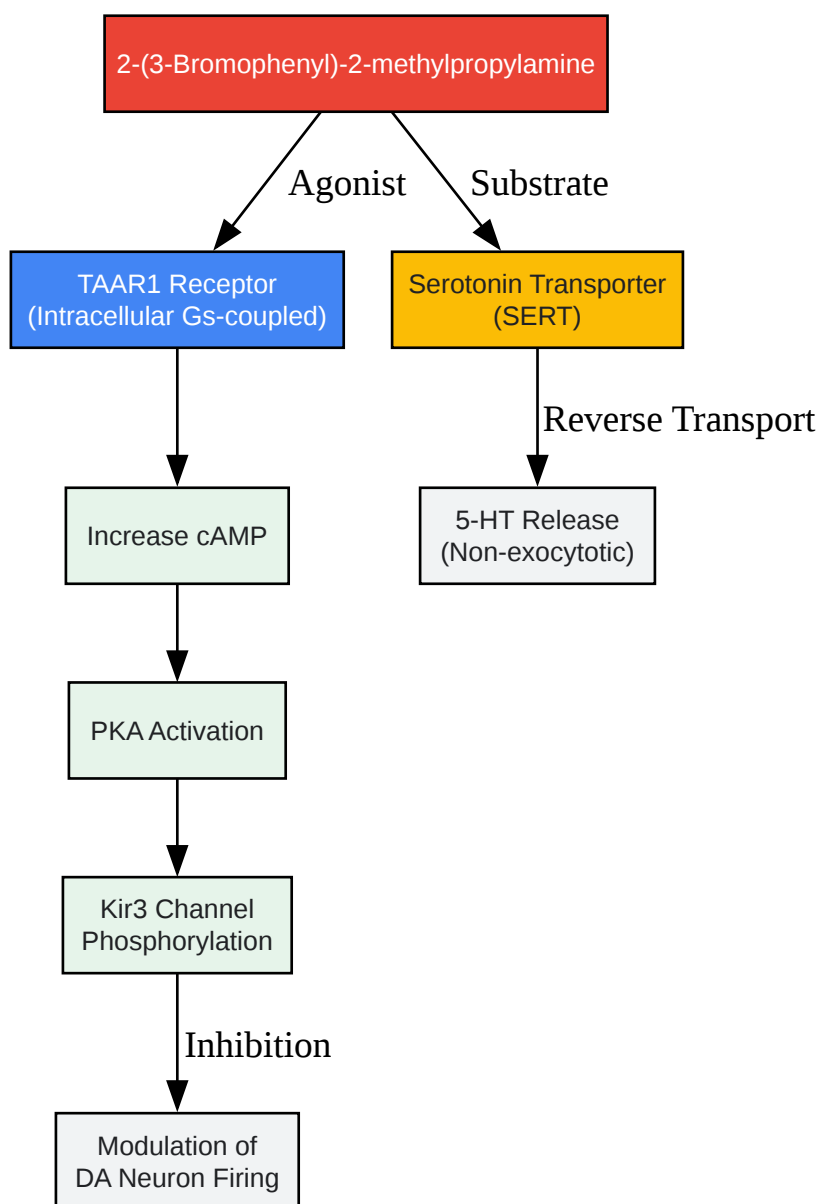 2-(3-Bromophenyl)-2-methylpropylamine
Agonist
Substrate
TAAR1 Receptor
(Intracellular Gs-coupled)
Serotonin Transporter
(SERT)
Reverse Transport
Increase cAMP
5-HT Release
(Non-exocytotic)
PKA Activation
Kir3 Channel
Phosphorylation
Inhibition
Modulation of
DA Neuron Firing